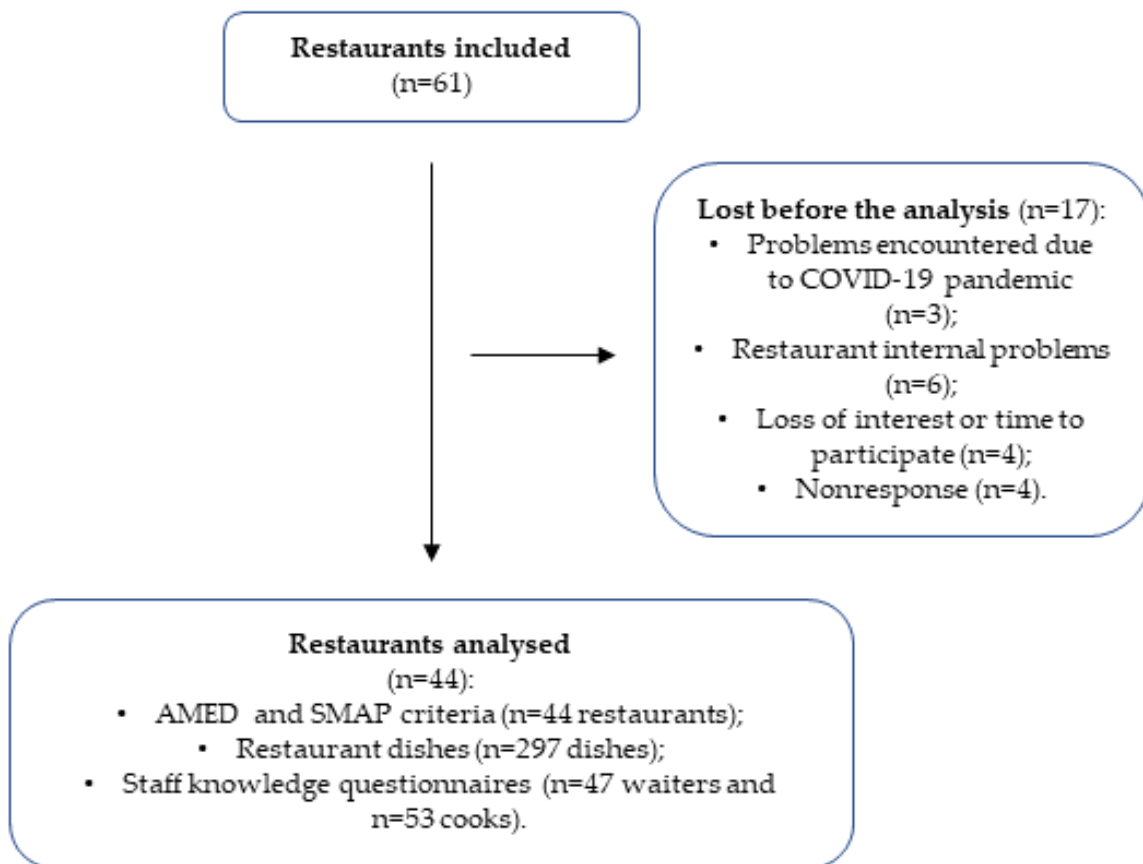 Restaurants included
(n=61)
Lost before the analysis (n=17):
• Problems encountered due
to COVID-19 pandemic
(n=3);
• Restaurant internal problems
(n=6);
• Loss of interest or time to
participate (n=4);
• Nonresponse (n=4).
Restaurants analysed
(n=44):
• AMED and SMAP criteria (n=44 restaurants);
• Restaurant dishes (n=297 dishes);
• Staff knowledge questionnaires (n=47 waiters and
n=53 cooks).